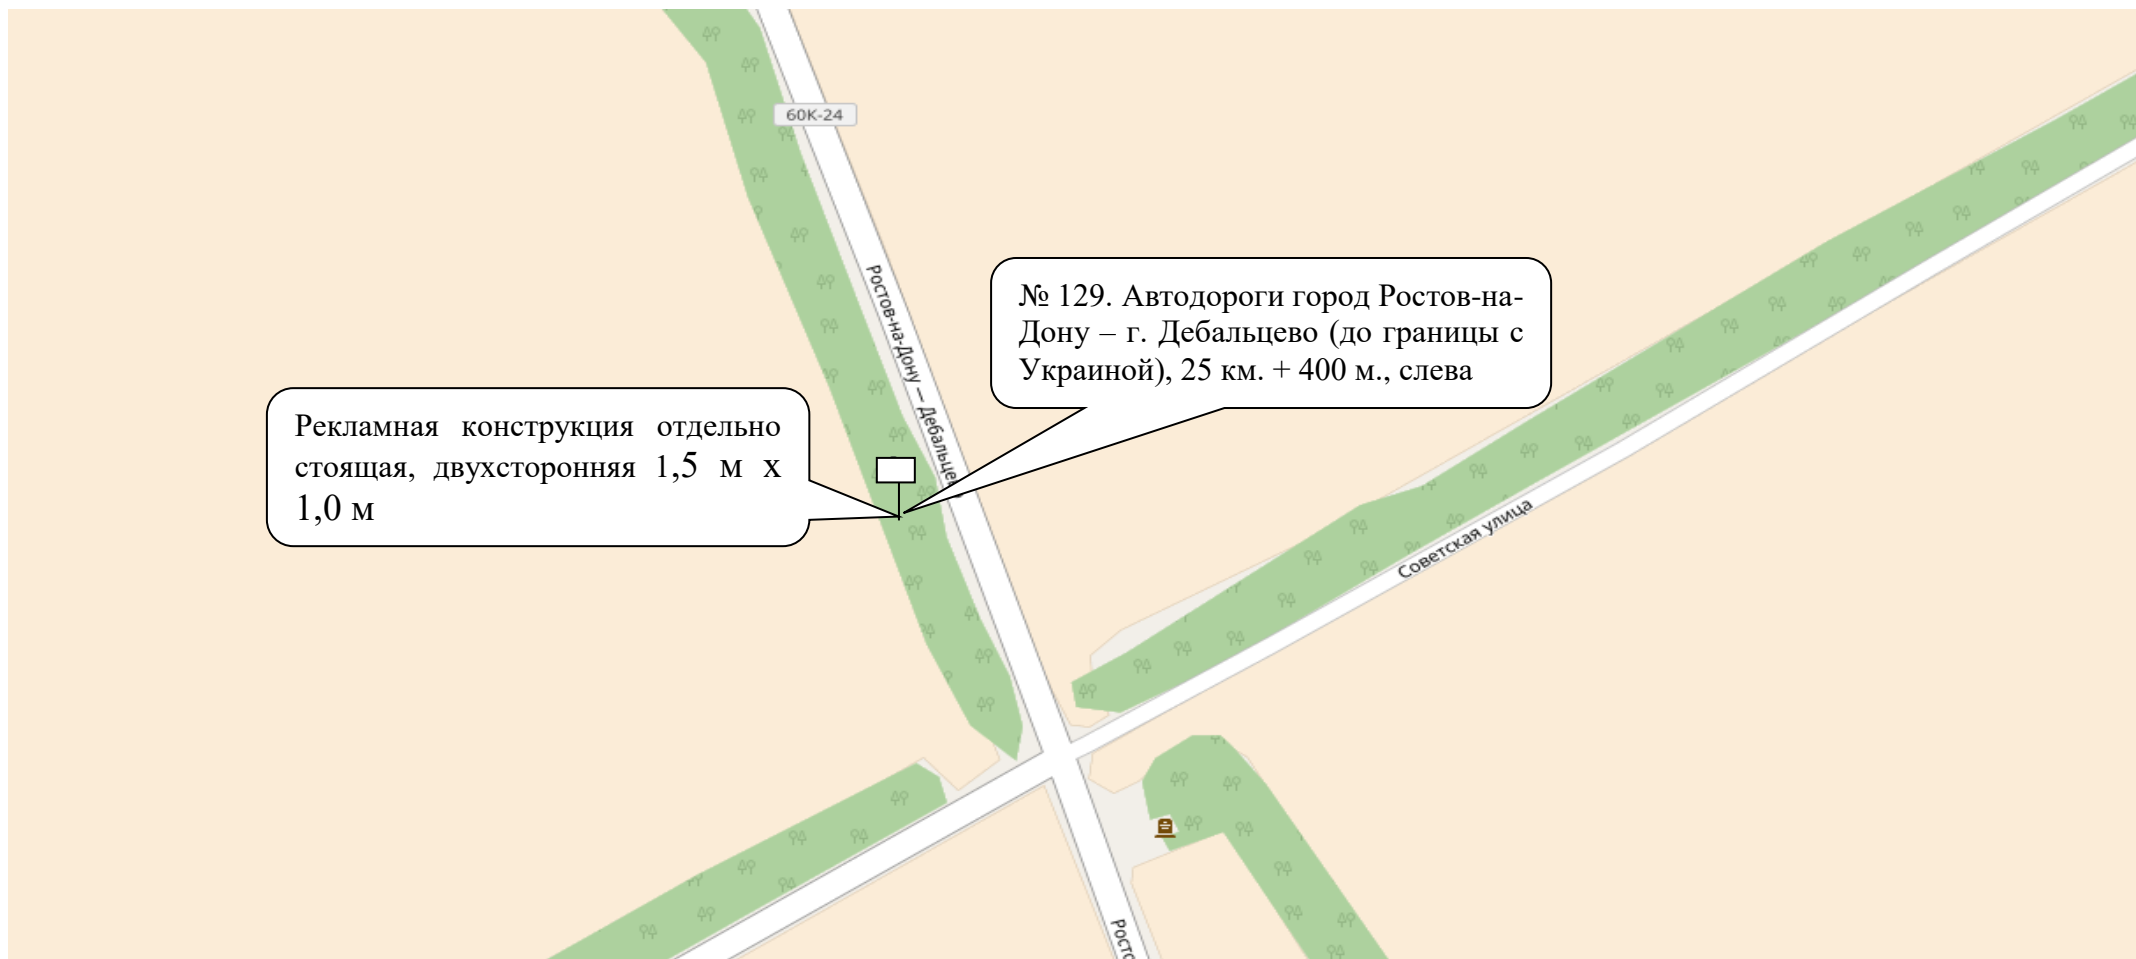 60К-24
Ростов-на-Дону — Дебальцево
№ 129. Автодороги город Ростов-на-
Дону – г. Дебальцево (до границы с
Украиной), 25 км. + 400 м., слева
Рекламная конструкция отдельно
стоящая, двухсторонняя 1,5 м х
1,0 м
Советская улица
Росто